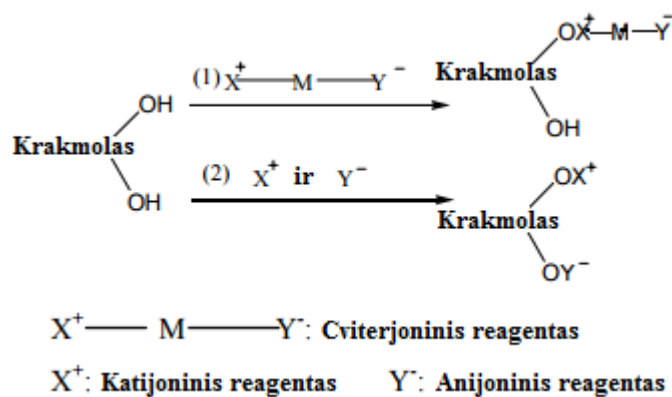 OX⁺—M—Y⁻
(1) X⁺—M—Y⁻
Krakmolas
OH
OH
Krakmolas
OH
(2) X⁺ ir Y⁻
OX⁺
Krakmolas
OY⁻
X⁺— M —Y⁻: Cviterjoninis reagentas
X⁺: Katijoninis reagentas Y⁻: Anijoninis reagentas